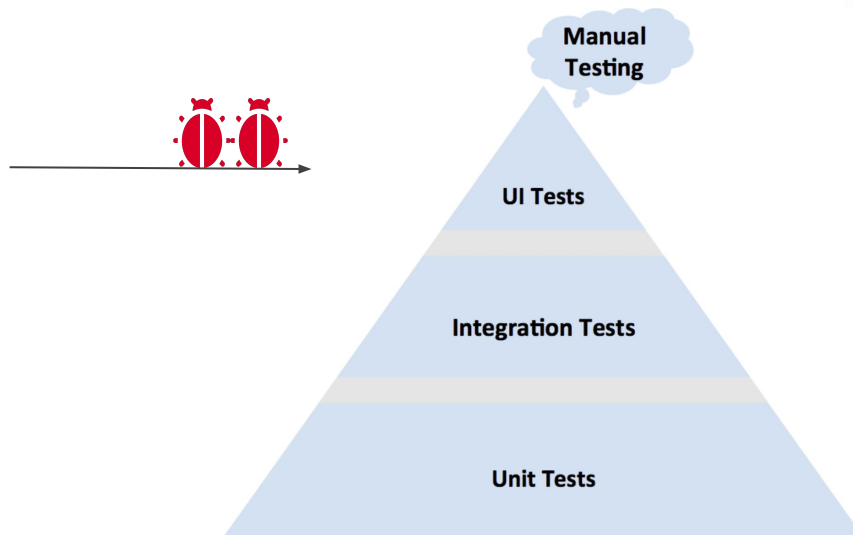 Manual
Testing
UI Tests
Integration Tests
Unit Tests